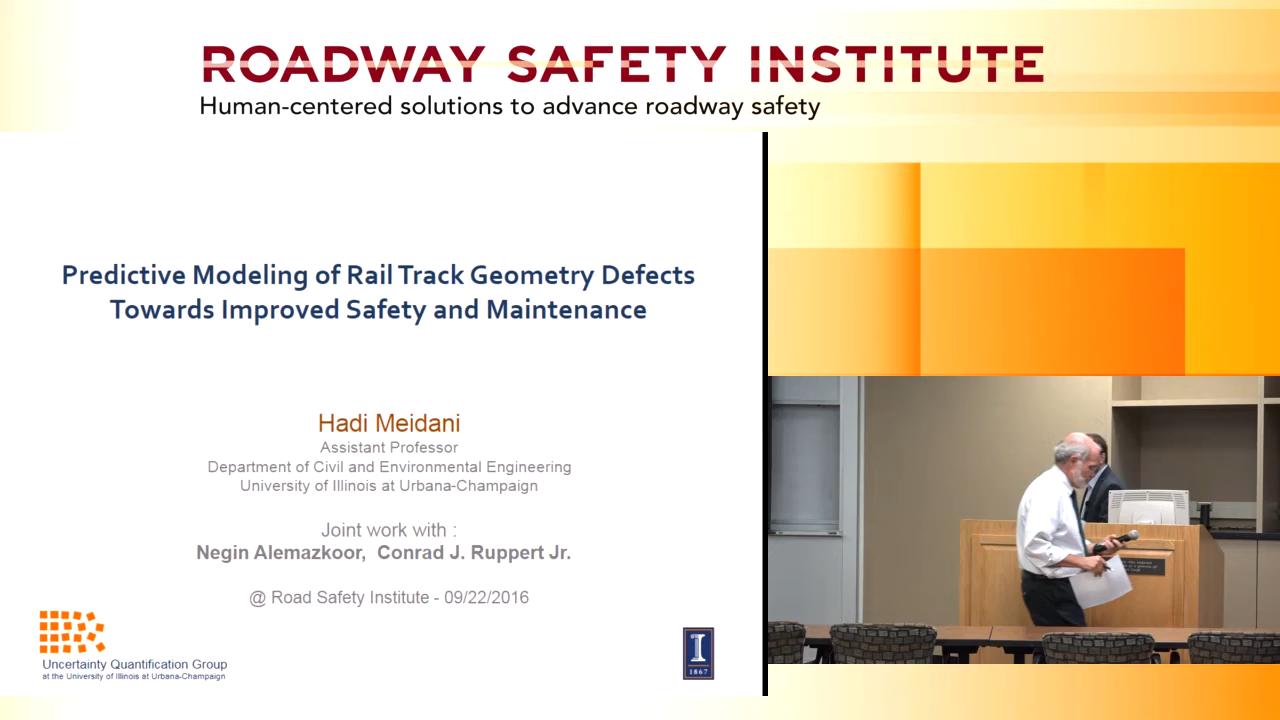 ROADWAY SAFETY INSTITUTE
Human-centered solutions to advance roadway safety
Predictive Modeling of Rail Track Geometry Defects
Towards Improved Safety and Maintenance
Hadi Meidani
Assistant Professor
Department of Civil and Environmental Engineering
University of Illinois at Urbana-Champaign
Joint work with :
Negin Alemazkoor, Conrad J. Ruppert Jr.
@ Road Safety Institute - 09/22/2016
Uncertainty Quantification Group
at the University of Illinois at Urbana-Champaign
I
1867